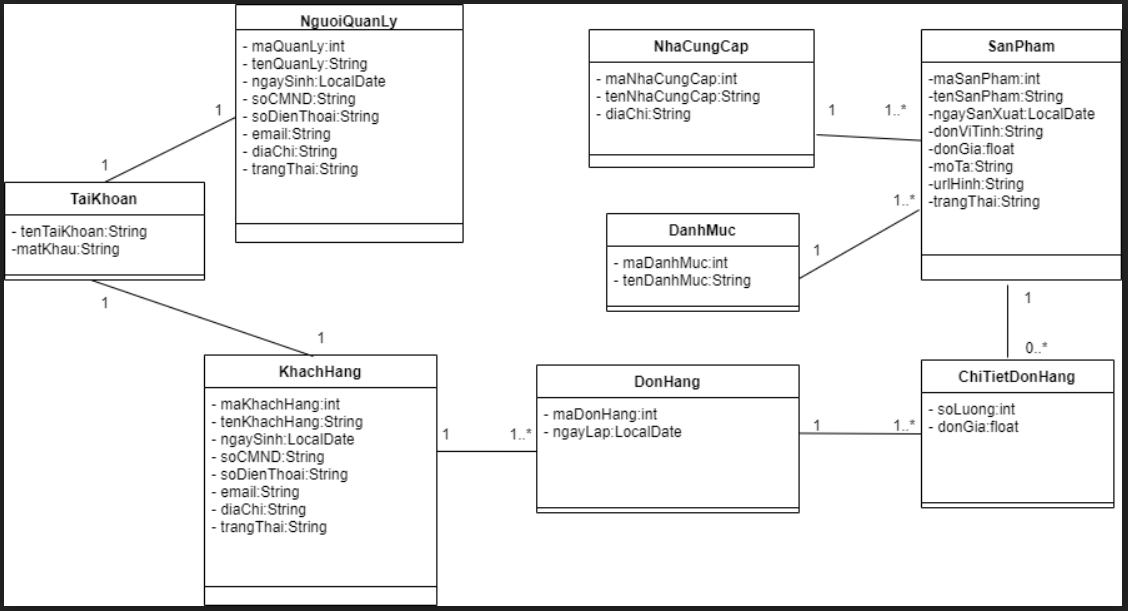 NguoiQuanLy
- maQuanLy:int
- tenQuanLy:String
- ngaySinh:LocalDate
- soCMND:String
- soDienThoai:String
- email:String
- diaChi:String
- trangThai:String
NhaCungCap
- maNhaCungCap:int
- tenNhaCungCap:String
- diaChi:String
SanPham
-maSanPham:int
-tenSanPham:String
-ngaySanXuat:LocalDate
-donViTinh:String
-donGia:float
-moTa:String
-urlHinh:String
-trangThai:String
1
1
1
1..*
TaiKhoan
- tenTaiKhoan:String
-matKhau:String
DanhMuc
- maDanhMuc:int
- tenDanhMuc:String
1
1..*
1
1
1
0..*
KhachHang
- maKhachHang:int
- tenKhachHang:String
- ngaySinh:LocalDate
- soCMND:String
- soDienThoai:String
- email:String
- diaChi:String
- trangThai:String
1
1..*
DonHang
- maDonHang:int
- ngayLap:LocalDate
1
1..*
ChiTietDonHang
- soLuong:int
- donGia:float